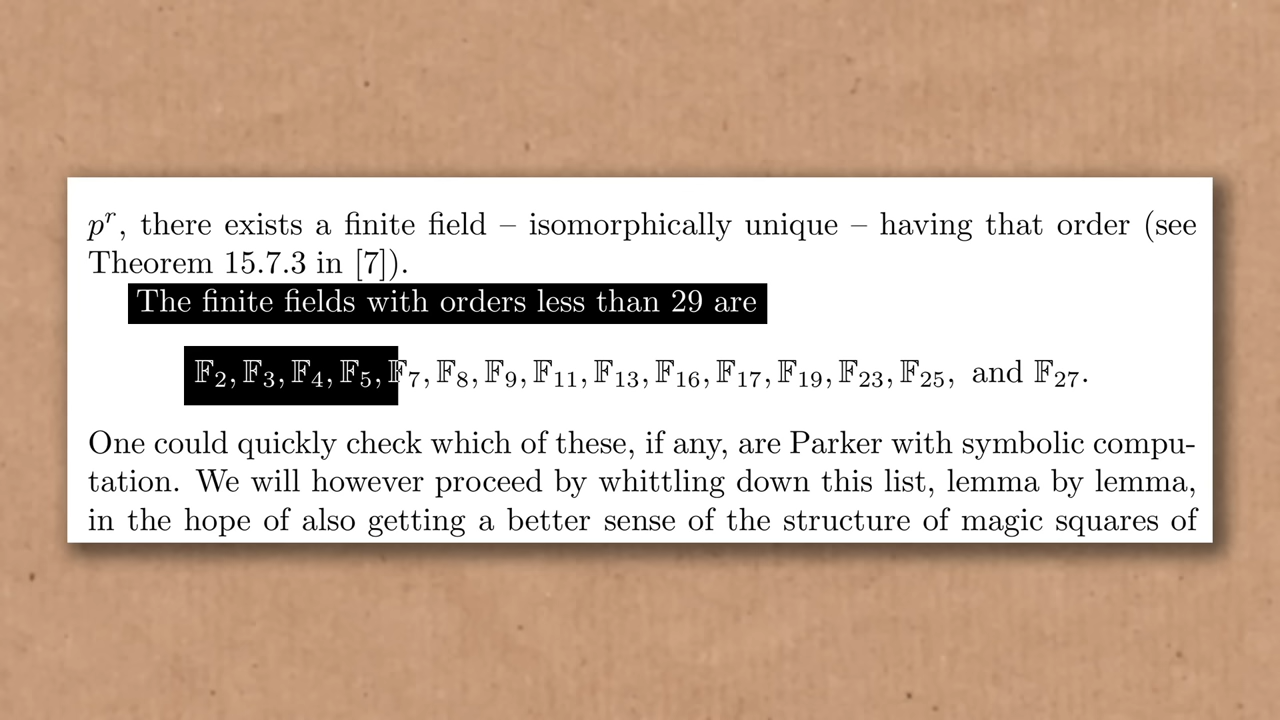 pʳ, there exists a finite field – isomorphically unique – having that order (see
Theorem 15.7.3 in [7]).
The finite fields with orders less than 29 are
𝔽₂, 𝔽₃, 𝔽₄, 𝔽₅, 𝔽₇, 𝔽₈, 𝔽₉, 𝔽₁₁, 𝔽₁₃, 𝔽₁₆, 𝔽₁₇, 𝔽₁₉, 𝔽₂₃, 𝔽₂₅, and 𝔽₂₇.
One could quickly check which of these, if any, are Parker with symbolic compu-
tation. We will however proceed by whittling down this list, lemma by lemma,
in the hope of also getting a better sense of the structure of magic squares of